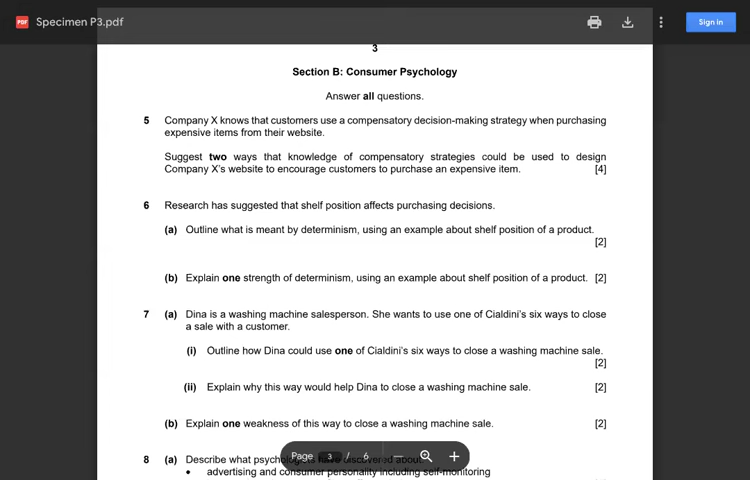 Specimen P3.pdf
Sign in
3
Section B: Consumer Psychology
Answer all questions.
5 Company X knows that customers use a compensatory decision-making strategy when purchasing
expensive items from their website.
Suggest two ways that knowledge of compensatory strategies could be used to design
Company X's website to encourage customers to purchase an expensive item. [4]
6 Research has suggested that shelf position affects purchasing decisions.
(a) Outline what is meant by determinism, using an example about shelf position of a product.
[2]
(b) Explain one strength of determinism, using an example about shelf position of a product. [2]
7 (a) Dina is a washing machine salesperson. She wants to use one of Cialdini's six ways to close
a sale with a customer.
(i) Outline how Dina could use one of Cialdini's six ways to close a washing machine sale.
[2]
(ii) Explain why this way would help Dina to close a washing machine sale. [2]
(b) Explain one weakness of this way to close a washing machine sale. [2]
8 (a) Describe what psychologists have discovered about:
Page 3 / 6
• advertising and consumer personality including self-monitoring